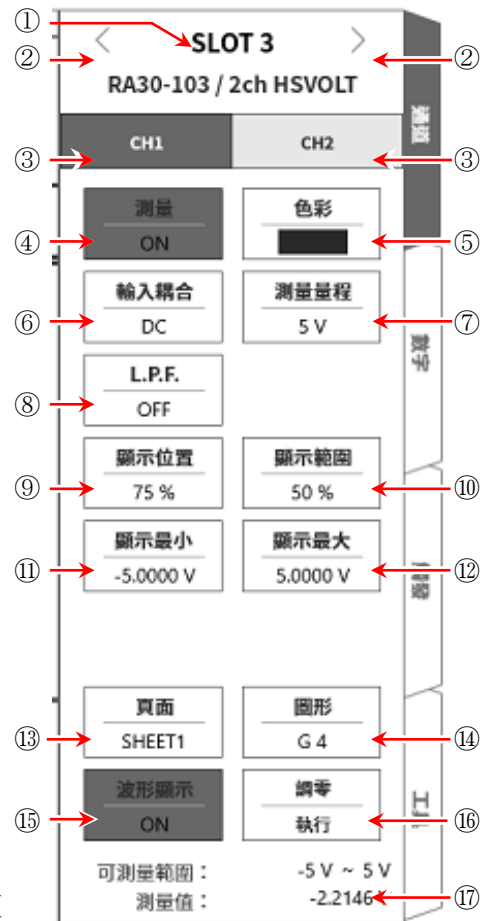 ①
SLOT 3
② < > ②
RA30-103 / 2ch HSVOLT
通道
③ CH1 CH2 ③
④ 測量 色彩 ⑤
ON
⑥ 輸入耦合 測量量程 ⑦
DC 5 V
數字
⑧ L.P.F.
OFF
⑨ 顯示位置 顯示範圍 ⑩
75 % 50 %
⑪ 顯示最小 顯示最大 ⑫
-5.0000 V 5.0000 V
⑬ 頁面 圖形 ⑭
SHEET1 G 4
⑮ 波形顯示 調零 ⑯
ON 執行
可測量範圍： -5 V ~ 5 V
測量值： -2.2146 ⑰